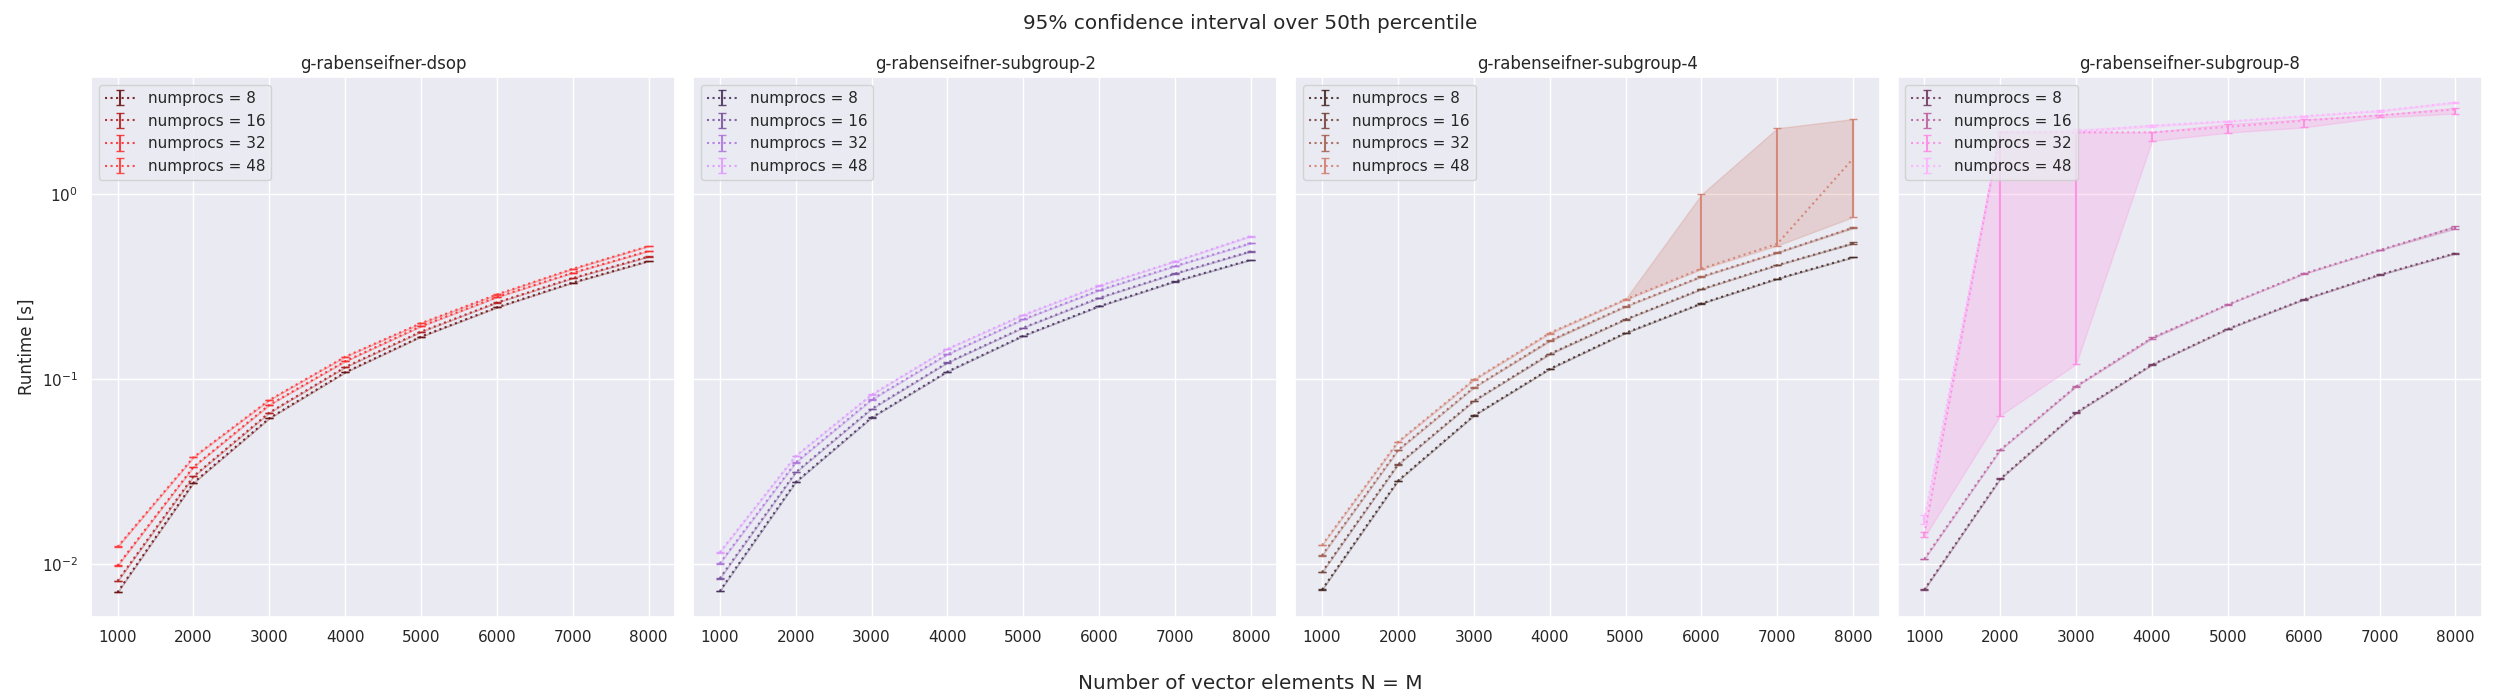 95% confidence interval over 50th percentile
g-rabenseifner-dsop
g-rabenseifner-subgroup-2
g-rabenseifner-subgroup-4
g-rabenseifner-subgroup-8
numprocs = 8
numprocs = 16
numprocs = 32
numprocs = 48
numprocs = 8
numprocs = 16
numprocs = 32
numprocs = 48
numprocs = 8
numprocs = 16
numprocs = 32
numprocs = 48
numprocs = 8
numprocs = 16
numprocs = 32
numprocs = 48
Runtime [s]
10⁰
10⁻¹
10⁻²
1000 2000 3000 4000 5000 6000 7000 8000
1000 2000 3000 4000 5000 6000 7000 8000
1000 2000 3000 4000 5000 6000 7000 8000
1000 2000 3000 4000 5000 6000 7000 8000
Number of vector elements N = M